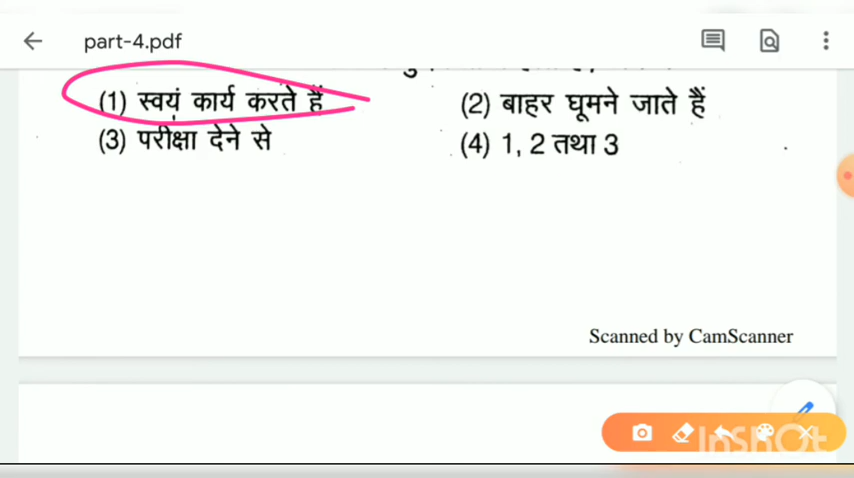 part-4.pdf
(1) स्वयं कार्य करते हैं (2) बाहर घूमने जाते हैं
(3) परीक्षा देने से (4) 1, 2 तथा 3
Scanned by CamScanner
InShOt